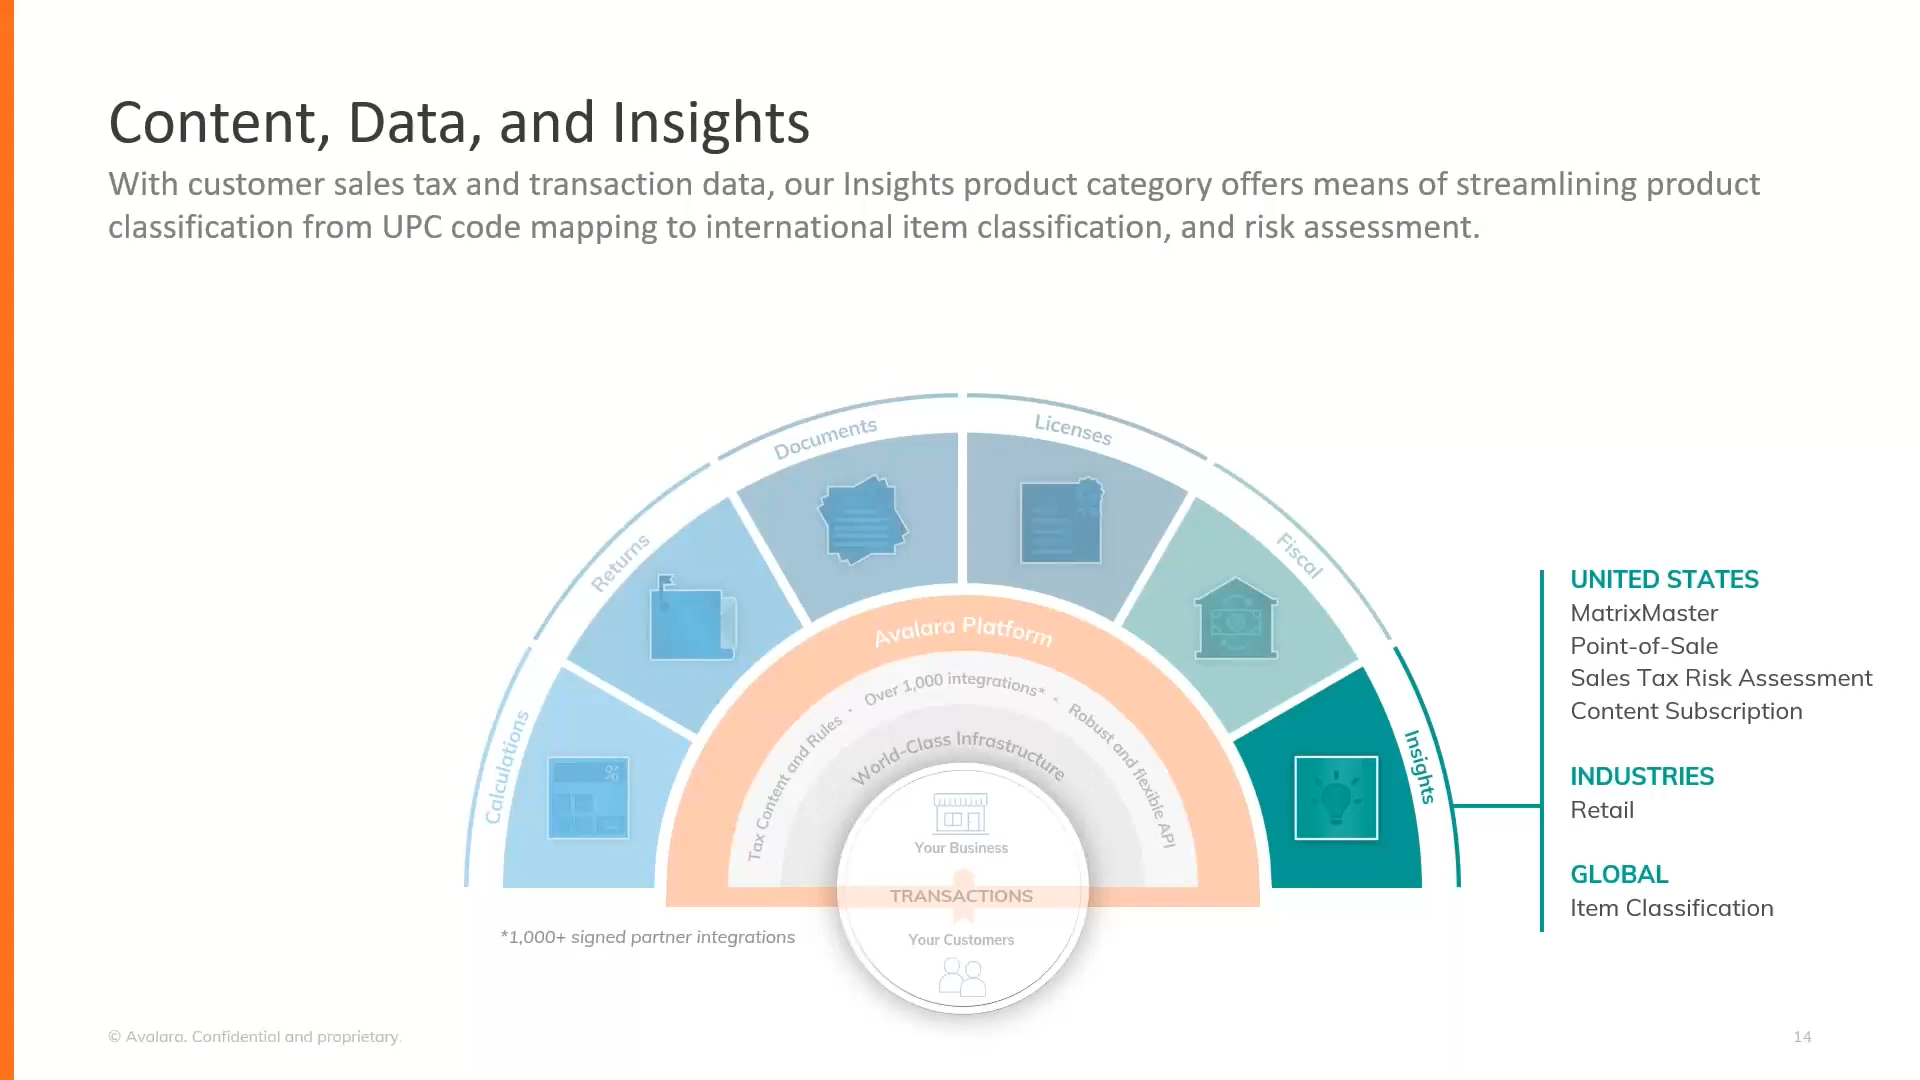 Content, Data, and Insights
With customer sales tax and transaction data, our Insights product category offers means of streamlining product
classification from UPC code mapping to international item classification, and risk assessment.
Calculations
Returns
Documents
Licenses
Fiscal
Insights
Avalara Platform
Tax Content and Rules · Over 1,000 integrations* · Robust and flexible API
World-Class Infrastructure
Your Business
TRANSACTIONS
Your Customers
*1,000+ signed partner integrations
UNITED STATES
MatrixMaster
Point-of-Sale
Sales Tax Risk Assessment
Content Subscription
INDUSTRIES
Retail
GLOBAL
Item Classification
© Avalara. Confidential and proprietary.
14